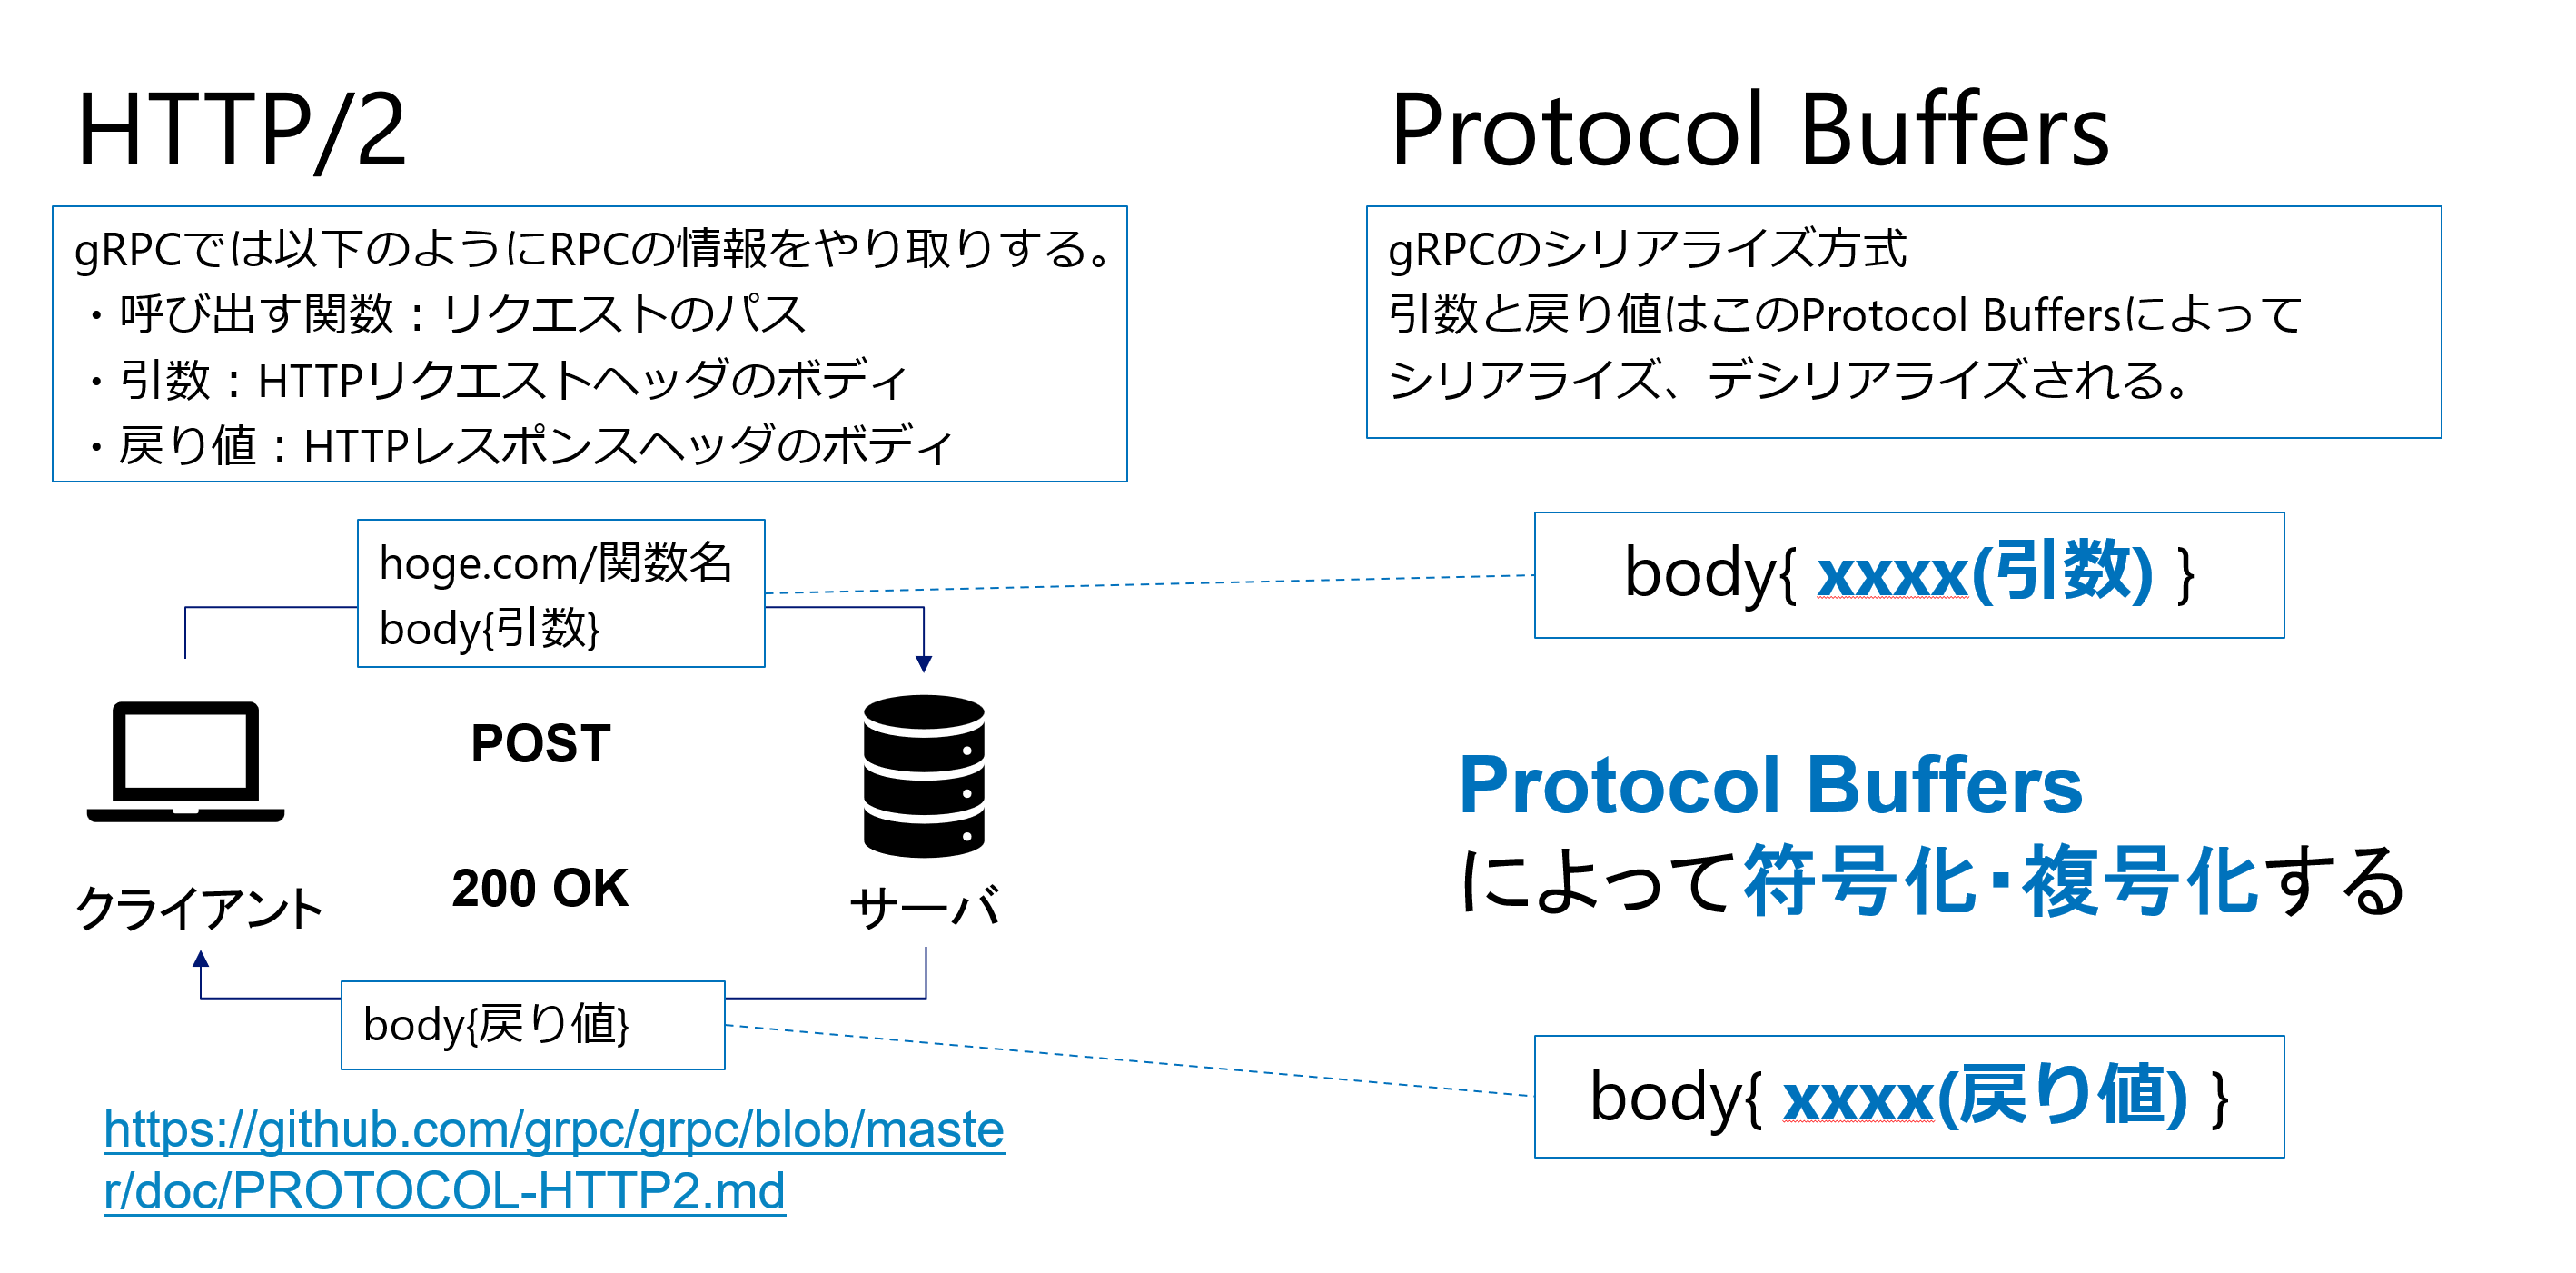 HTTP/2
gRPCでは以下のようにRPCの情報をやり取りする。
・呼び出す関数：リクエストのパス
・引数：HTTPリクエストヘッダのボディ
・戻り値：HTTPレスポンスヘッダのボディ
hoge.com/関数名
body{引数}
POST
200 OK
クライアント
サーバ
body{戻り値}
https://github.com/grpc/grpc/blob/maste
r/doc/PROTOCOL-HTTP2.md
Protocol Buffers
gRPCのシリアライズ方式
引数と戻り値はこのProtocol Buffersによって
シリアライズ、デシリアライズされる。
body{ xxxx(引数) }
Protocol Buffers
によって符号化・複号化する
body{ xxxx(戻り値) }